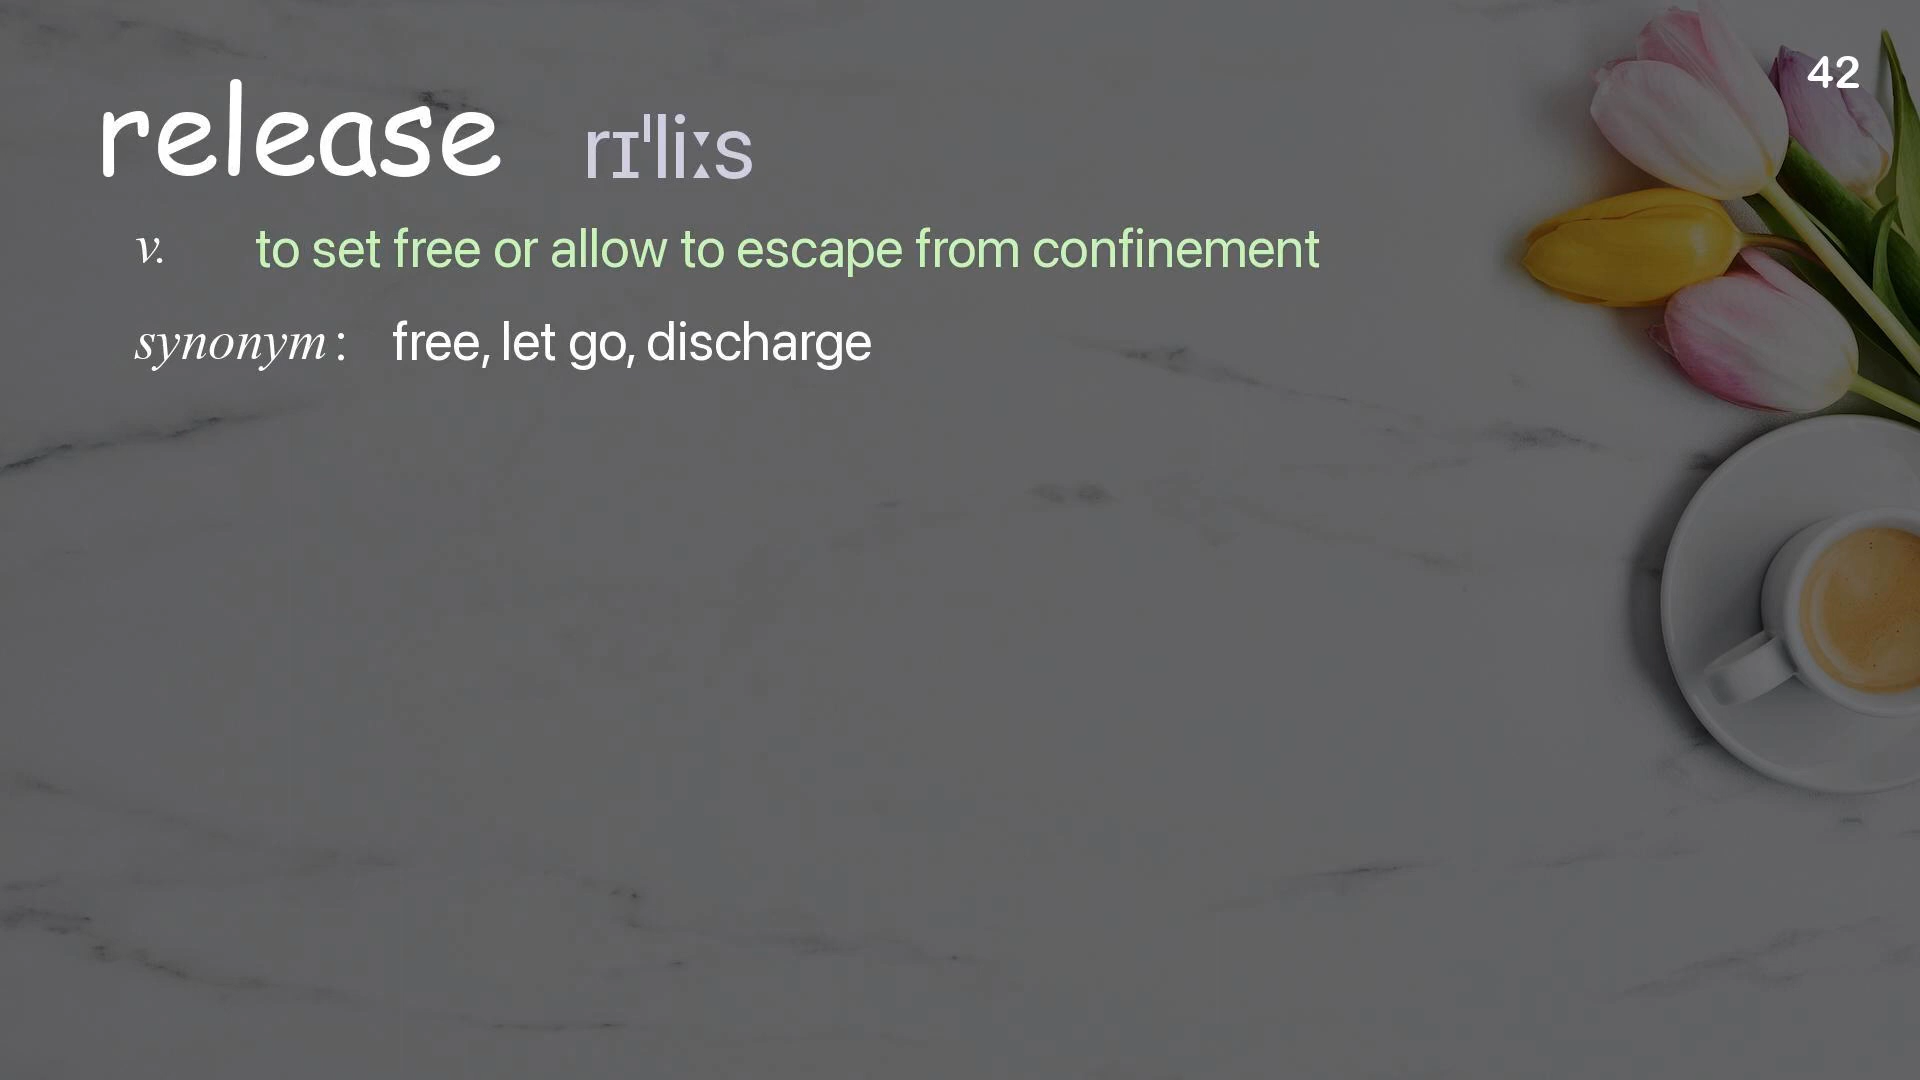 42
release rɪˈliːs
v. to set free or allow to escape from confinement
synonym : free, let go, discharge